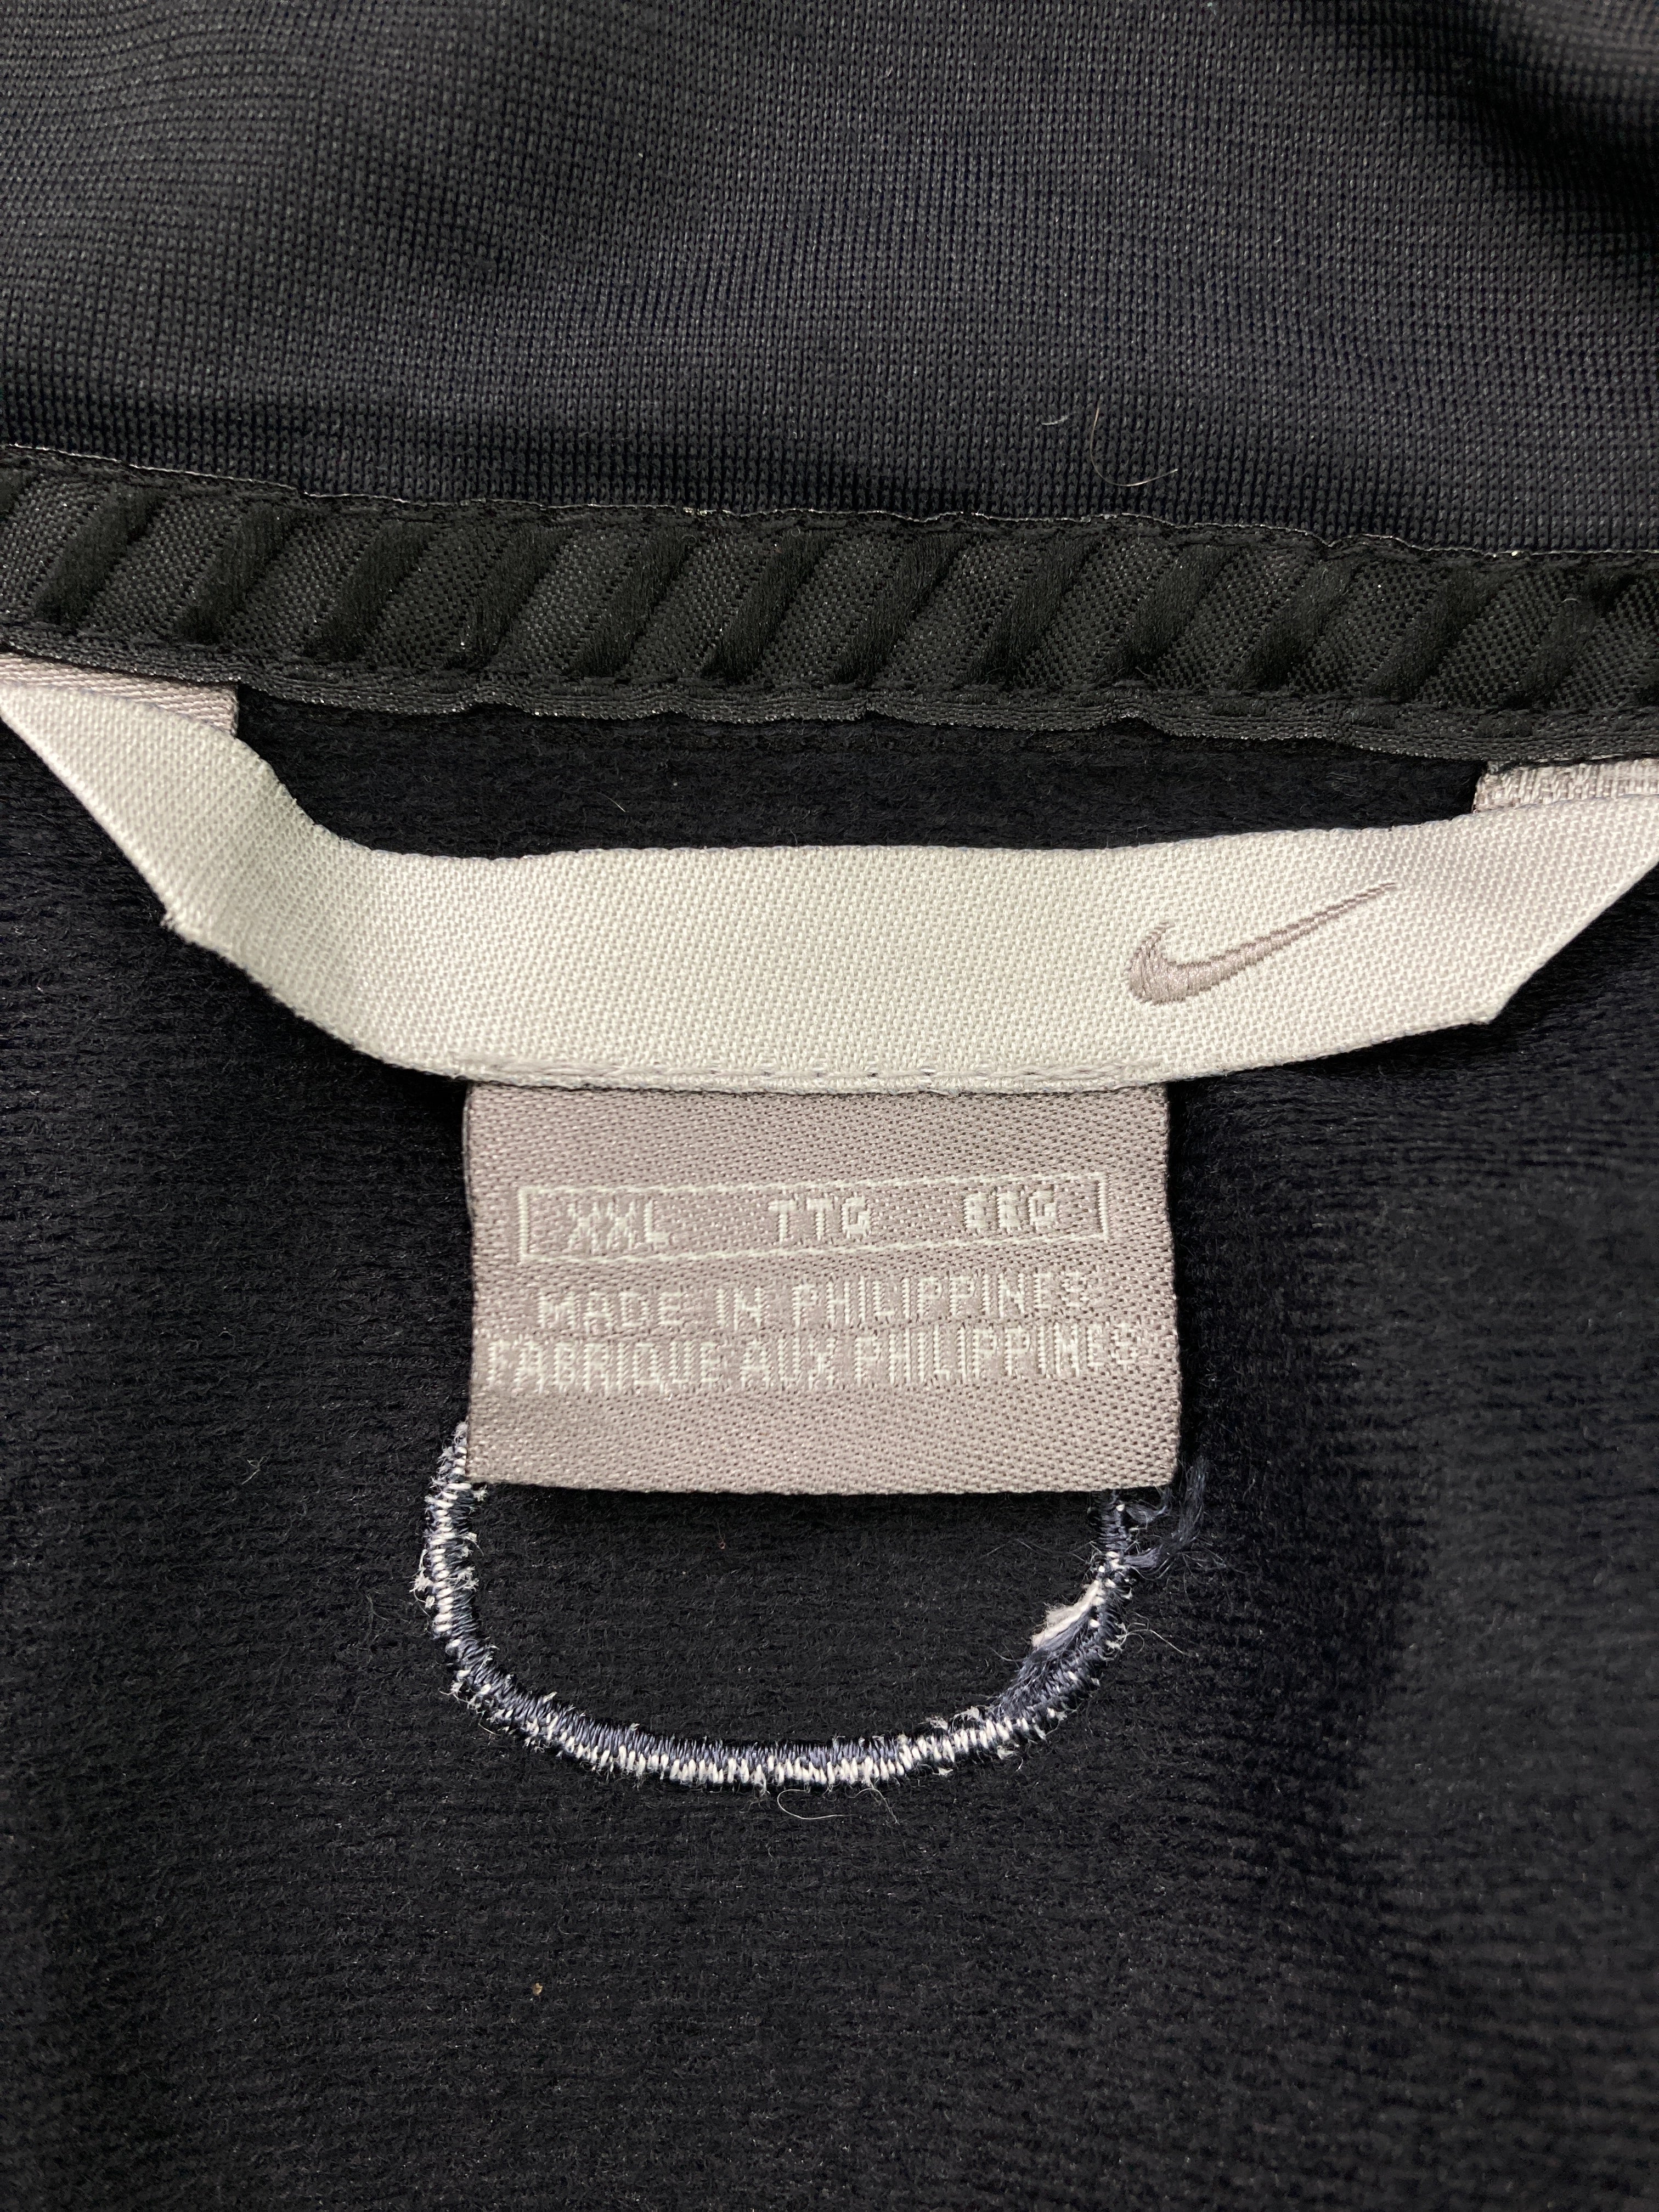 XXL TTG EEG
MADE IN PHILIPPINES
FABRIQUE AUX PHILIPPINES